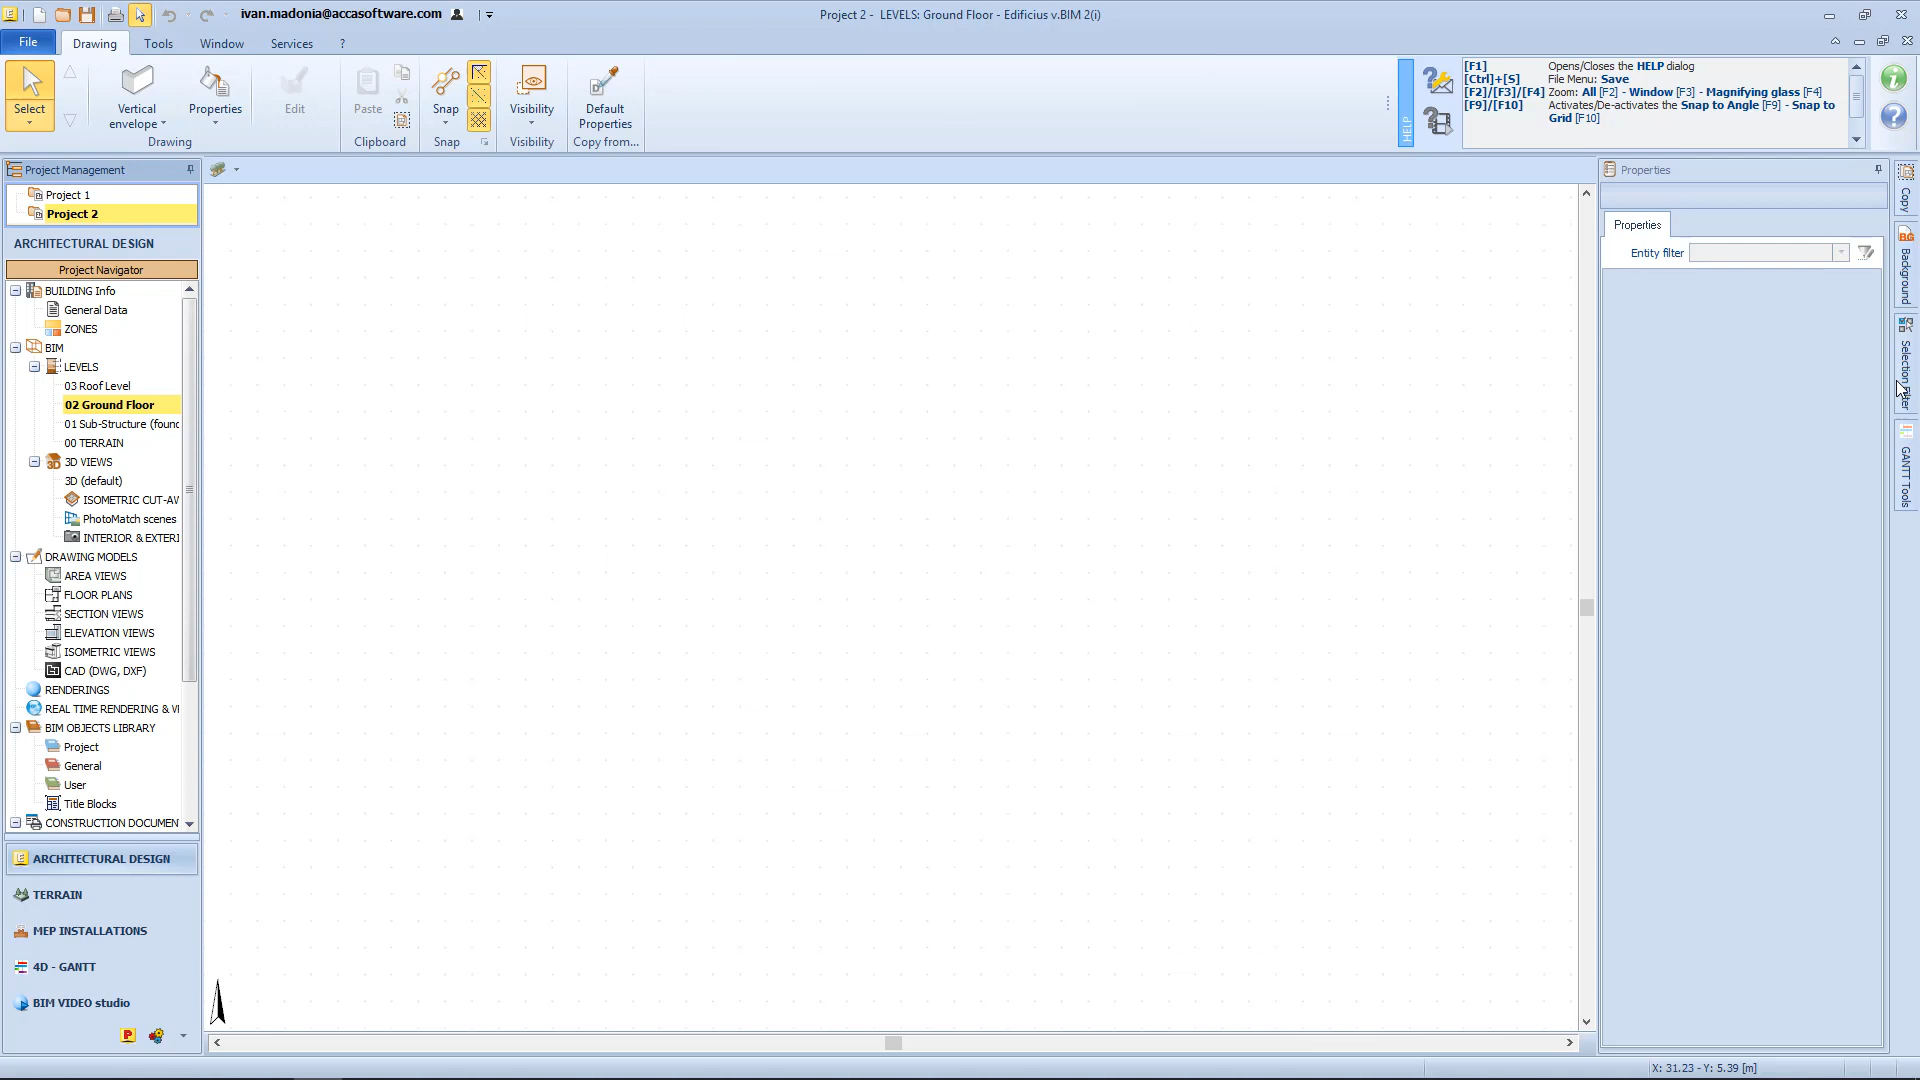 ivan.madonia@accasoftware.com
Project 2 - LEVELS: Ground Floor - Edificius v.BIM 2(i)
File
Drawing
Tools
Window
Services
?
Select
Vertical envelope
Properties
Edit
Drawing
Paste
Clipboard
Snap
Snap
Visibility
Visibility
Default Properties
Copy from...
HELP
[F1] Opens/Closes the HELP dialog
[Ctrl]+[S] File Menu: Save
[F2]/[F3]/[F4] Zoom: All [F2] - Window [F3] - Magnifying glass [F4]
[F9]/[F10] Activates/De-activates the Snap to Angle [F9] - Snap to
Grid [F10]
Project Management
Project 1
Project 2
ARCHITECTURAL DESIGN
Project Navigator
BUILDING Info
General Data
ZONES
BIM
LEVELS
03 Roof Level
02 Ground Floor
01 Sub-Structure (found
00 TERRAIN
3D VIEWS
3D (default)
ISOMETRIC CUT-AW
PhotoMatch scenes
INTERIOR & EXTERI
DRAWING MODELS
AREA VIEWS
FLOOR PLANS
SECTION VIEWS
ELEVATION VIEWS
ISOMETRIC VIEWS
CAD (DWG, DXF)
RENDERINGS
REAL TIME RENDERING & VI
BIM OBJECTS LIBRARY
Project
General
User
Title Blocks
CONSTRUCTION DOCUMEN
ARCHITECTURAL DESIGN
TERRAIN
MEP INSTALLATIONS
4D - GANTT
BIM VIDEO studio
Properties
Properties
Entity filter
Copy
Background
Selection Filter
GANTT Tools
X: 31.23 - Y: 5.39 [m]